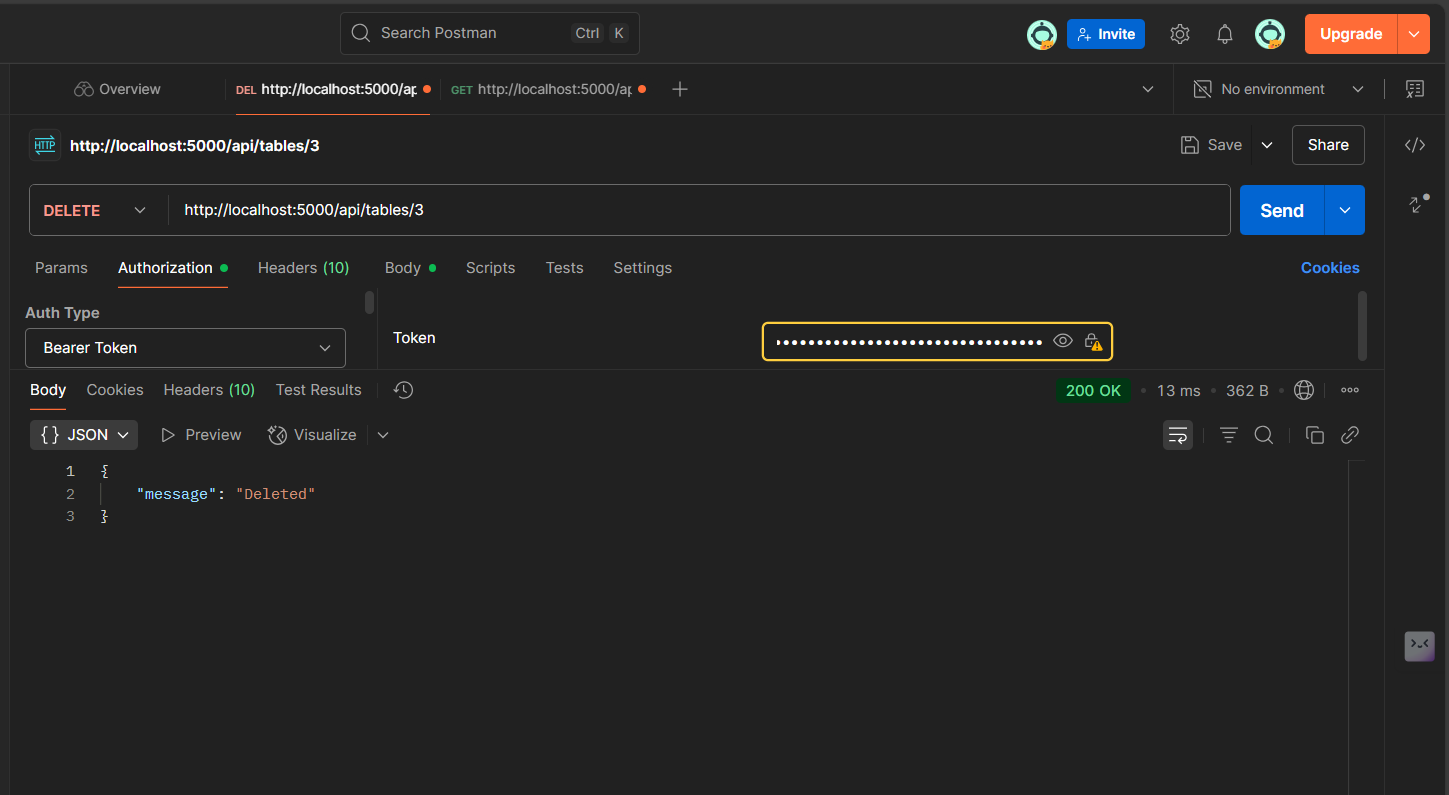 Search Postman Ctrl K Invite Upgrade
Overview DEL http://localhost:5000/ap GET http://localhost:5000/ap No environment
HTTP http://localhost:5000/api/tables/3 Save Share
DELETE http://localhost:5000/api/tables/3 Send
Params Authorization Headers (10) Body Scripts Tests Settings Cookies
Auth Type
Token
Bearer Token
Body Cookies Headers (10) Test Results 200 OK • 13 ms • 362 B •
{} JSON Preview Visualize
1 {
2 "message": "Deleted"
3 }